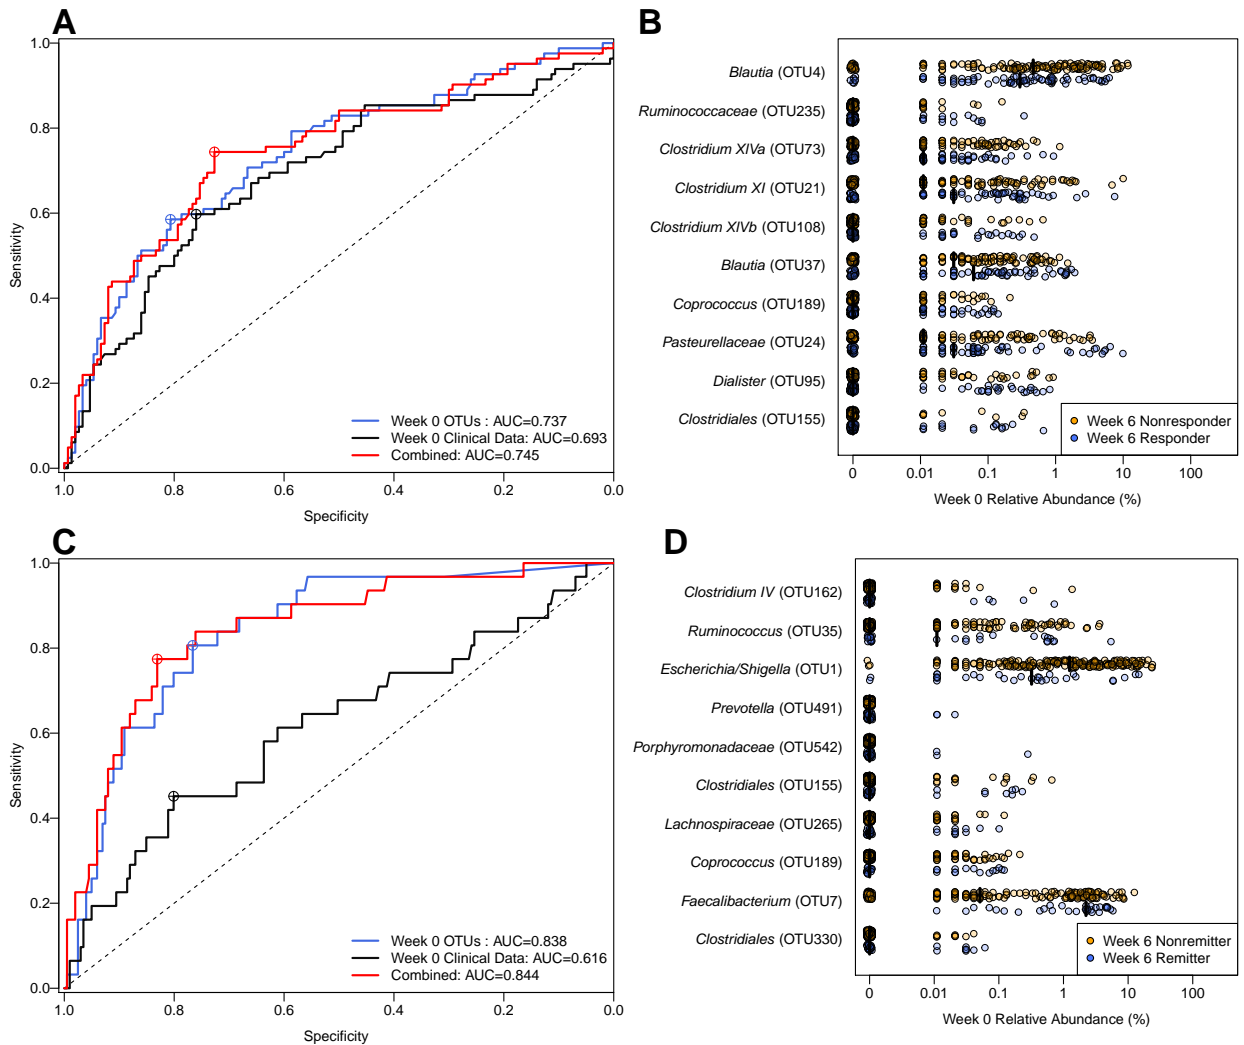 A
1.0
0.8
0.6
0.4
0.2
0.0
Sensitivity
Week 0 OTUs : AUC=0.737
Week 0 Clinical Data: AUC=0.693
Combined: AUC=0.745
1.0 0.8 0.6 0.4 0.2 0.0
Specificity
B
Blautia (OTU4)
Ruminococcaceae (OTU235)
Clostridium XIVa (OTU73)
Clostridium XI (OTU21)
Clostridium XIVb (OTU108)
Blautia (OTU37)
Coprococcus (OTU189)
Pasteurellaceae (OTU24)
Dialister (OTU95)
Clostridiales (OTU155)
Week 6 Nonresponder
Week 6 Responder
0 0.01 0.1 1 10 100
Week 0 Relative Abundance (%)
C
1.0
0.8
0.6
0.4
0.2
0.0
Sensitivity
Week 0 OTUs : AUC=0.838
Week 0 Clinical Data: AUC=0.616
Combined: AUC=0.844
1.0 0.8 0.6 0.4 0.2 0.0
Specificity
D
Clostridium IV (OTU162)
Ruminococcus (OTU35)
Escherichia/Shigella (OTU1)
Prevotella (OTU491)
Porphyromonadaceae (OTU542)
Clostridiales (OTU155)
Lachnospiraceae (OTU265)
Coprococcus (OTU189)
Faecalibacterium (OTU7)
Clostridiales (OTU330)
Week 6 Nonremitter
Week 6 Remitter
0 0.01 0.1 1 10 100
Week 0 Relative Abundance (%)